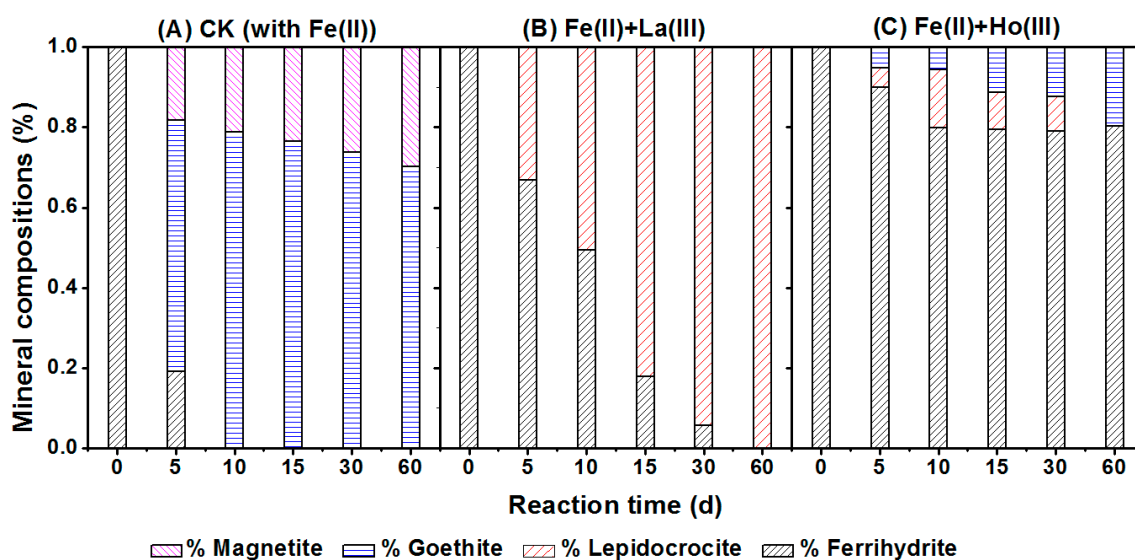 (A) CK (with Fe(II)) (B) Fe(II)+La(III) (C) Fe(II)+Ho(III)
1.0
0.8
0.6
0.4
0.2
0.0
Mineral compositions (%)
0 5 10 15 30 60 0 5 10 15 30 60 0 5 10 15 30 60
Reaction time (d)
% Magnetite % Goethite % Lepidocrocite % Ferrihydrite